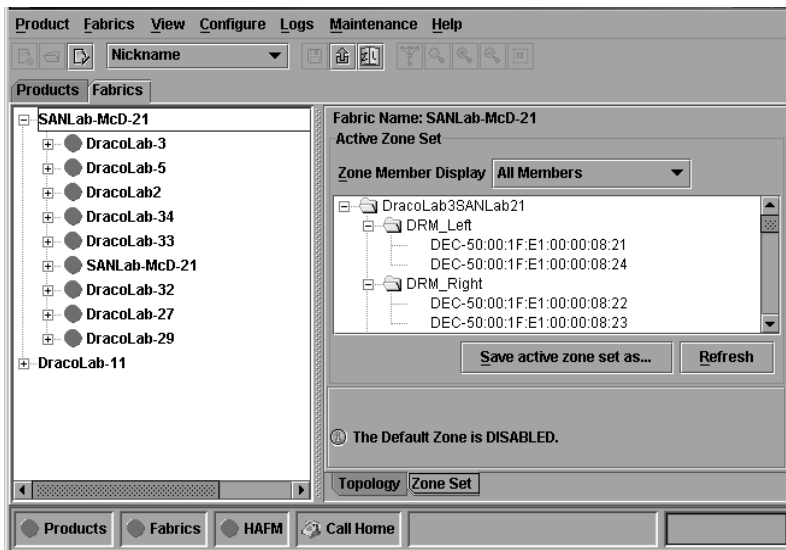 Product Fabrics View Configure Logs Maintenance Help
Nickname
Products Fabrics
SANLab-McD-21
DracoLab-3
DracoLab-5
DracoLab2
DracoLab-34
DracoLab-33
SANLab-McD-21
DracoLab-32
DracoLab-27
DracoLab-29
DracoLab-11
Fabric Name: SANLab-McD-21
Active Zone Set
Zone Member Display All Members
DracoLab3SANLab21
DRM_Left
DEC-50:00:1F:E1:00:00:08:21
DEC-50:00:1F:E1:00:00:08:24
DRM_Right
DEC-50:00:1F:E1:00:00:08:22
DEC-50:00:1F:E1:00:00:08:23
Save active zone set as... Refresh
The Default Zone is DISABLED.
Topology Zone Set
Products Fabrics HAFM Call Home